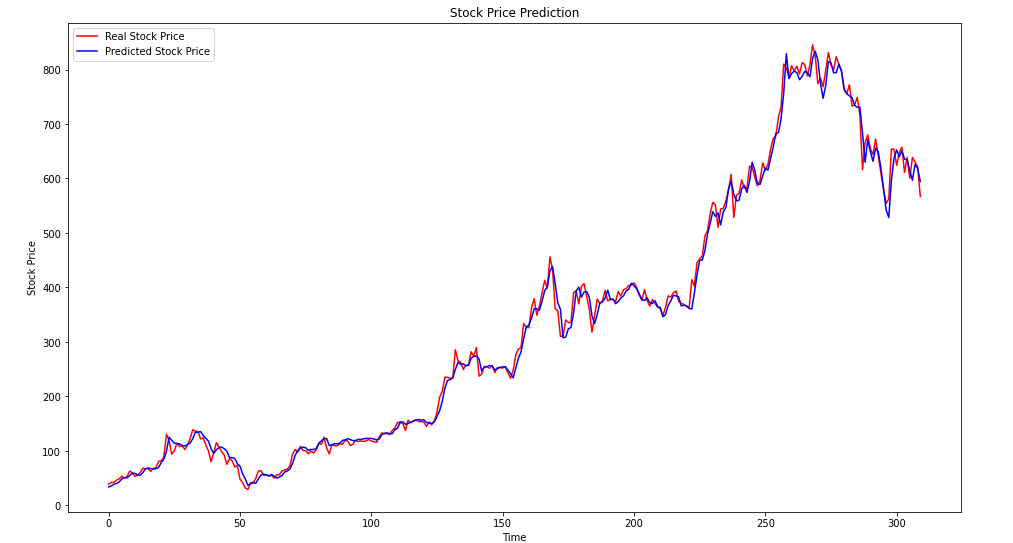 Stock Price Prediction
Real Stock Price
Predicted Stock Price
800
700
600
500
400
300
200
100
0
Stock Price
0 50 100 150 200 250 300
Time